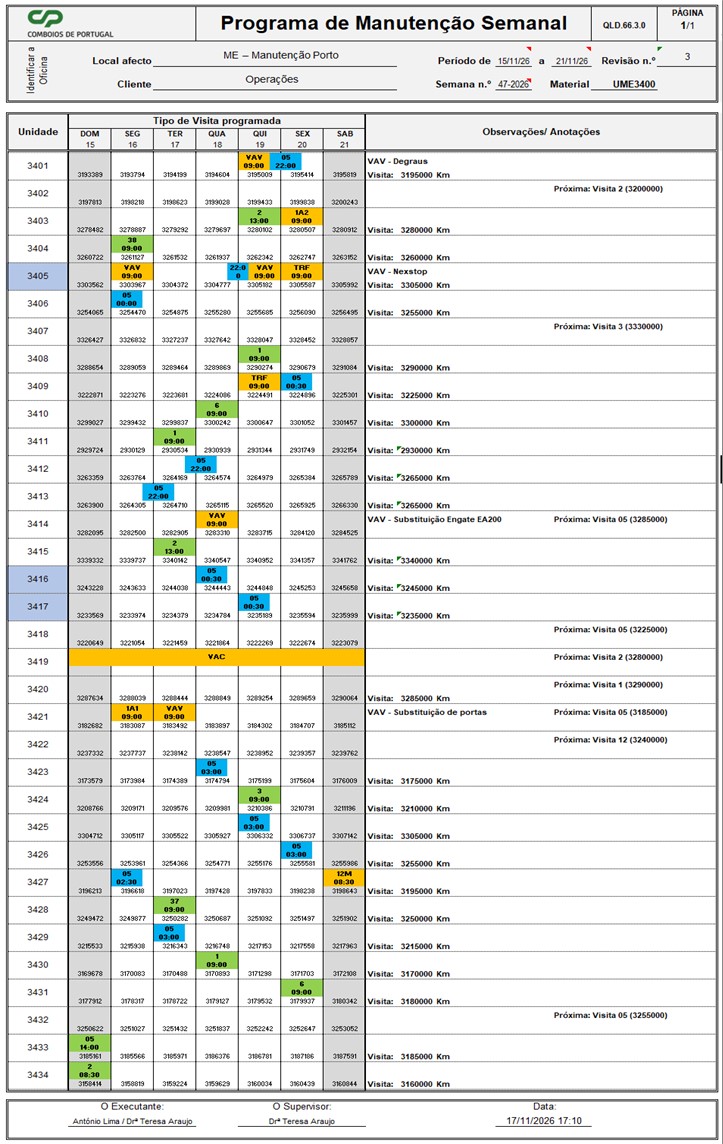 CP
COMBOIOS DE PORTUGAL
Programa de Manutenção Semanal
QLD.66.3.0
PÁGINA
1/1
Identificar a Oficina
Local afecto ME – Manutenção Porto Período de 15/11/26 a 21/11/26 Revisão n.º 3
Cliente Operações Semana n.º 47-2026 Material UME3400
Unidade Tipo de Visita programada Observações/ Anotações
DOM SEG TER QUA QUI SEX SAB
15 16 17 18 19 20 21
3401 VAV 09:00 05 22:00 VAV - Degraus
3193389 3193794 3194199 3194604 3195009 3195414 3195819 Visita: 3195000 Km
3402 Próxima: Visita 2 (3200000)
3197813 3198218 3198623 3199028 3199433 3199838 3200243
3403 2 13:00 1A2 09:00
3278482 3278887 3279292 3279697 3280102 3280507 3280912 Visita: 3280000 Km
3404 38 09:00
3260722 3261127 3261532 3261937 3262342 3262747 3263152 Visita: 3260000 Km
3405 VAV 09:00 22:00 VAV 09:00 TRF 09:00 VAV - Nexstop
3303562 3303967 3304372 3304777 3305182 3305587 3305992 Visita: 3305000 Km
3406 05 00:00
3254065 3254470 3254875 3255280 3255685 3256090 3256495 Visita: 3255000 Km
3407 Próxima: Visita 3 (3330000)
3326427 3326832 3327237 3327642 3328047 3328452 3328857
3408 1 09:00
3288654 3289059 3289464 3289869 3290274 3290679 3291084 Visita: 3290000 Km
3409 TRF 09:00 05 00:30
3222871 3223276 3223681 3224086 3224491 3224896 3225301 Visita: 3225000 Km
3410 6 09:00
3299027 3299432 3299837 3300242 3300647 3301052 3301457 Visita: 3300000 Km
3411 1 09:00
2929724 2930129 2930534 2930939 2931344 2931749 2932154 Visita: 2930000 Km
3412 05 22:00
3263359 3263764 3264169 3264574 3264979 3265384 3265789 Visita: 3265000 Km
3413 05 22:00
3263900 3264305 3264710 3265115 3265520 3265925 3266330 Visita: 3265000 Km
3414 VAV 09:00 VAV - Substituição Engate EA200 Próxima: Visita 05 (3285000)
3282095 3282500 3282905 3283310 3283715 3284120 3284525
3415 2 13:00
3339332 3339737 3340142 3340547 3340952 3341357 3341762 Visita: 3340000 Km
3416 05 00:30
3243228 3243633 3244038 3244443 3244848 3245253 3245658 Visita: 3245000 Km
3417 05 00:30
3233569 3233974 3234379 3234784 3235189 3235594 3235999 Visita: 3235000 Km
3418 Próxima: Visita 05 (3225000)
3220649 3221054 3221459 3221864 3222269 3222674 3223079
3419 VAC Próxima: Visita 2 (3280000)
3420 Próxima: Visita 1 (3290000)
3287634 3288039 3288444 3288849 3289254 3289659 3290064 Visita: 3285000 Km
3421 1A1 09:00 VAV 09:00 VAV - Substituição de portas Próxima: Visita 05 (3185000)
3182682 3183087 3183492 3183897 3184302 3184707 3185112
3422 Próxima: Visita 12 (3240000)
3237332 3237737 3238142 3238547 3238952 3239357 3239762
3423 05 03:00
3173579 3173984 3174389 3174794 3175199 3175604 3176009 Visita: 3175000 Km
3424 3 09:00
3208766 3209171 3209576 3209981 3210386 3210791 3211196 Visita: 3210000 Km
3425 05 03:00
3304712 3305117 3305522 3305927 3306332 3306737 3307142 Visita: 3305000 Km
3426 05 03:00
3253556 3253961 3254366 3254771 3255176 3255581 3255986 Visita: 3255000 Km
3427 05 02:30 12M 08:30
3196213 3196618 3197023 3197428 3197833 3198238 3198643 Visita: 3195000 Km
3428 37 09:00
3249472 3249877 3250282 3250687 3251092 3251497 3251902 Visita: 3250000 Km
3429 05 03:00
3215533 3215938 3216343 3216748 3217153 3217558 3217963 Visita: 3215000 Km
3430 1 09:00
3169678 3170083 3170488 3170893 3171298 3171703 3172108 Visita: 3170000 Km
3431 6 09:00
3177912 3178317 3178722 3179127 3179532 3179937 3180342 Visita: 3180000 Km
3432 Próxima: Visita 05 (3255000)
3250622 3251027 3251432 3251837 3252242 3252647 3253052
3433 05 14:00
3185161 3185566 3185971 3186376 3186781 3187186 3187591 Visita: 3185000 Km
3434 2 08:30
3158414 3158819 3159224 3159629 3160034 3160439 3160844 Visita: 3160000 Km
O Executante: O Supervisor: Data:
António Lima / Drª Teresa Araujo Drª Teresa Araujo 17/11/2026 17:10